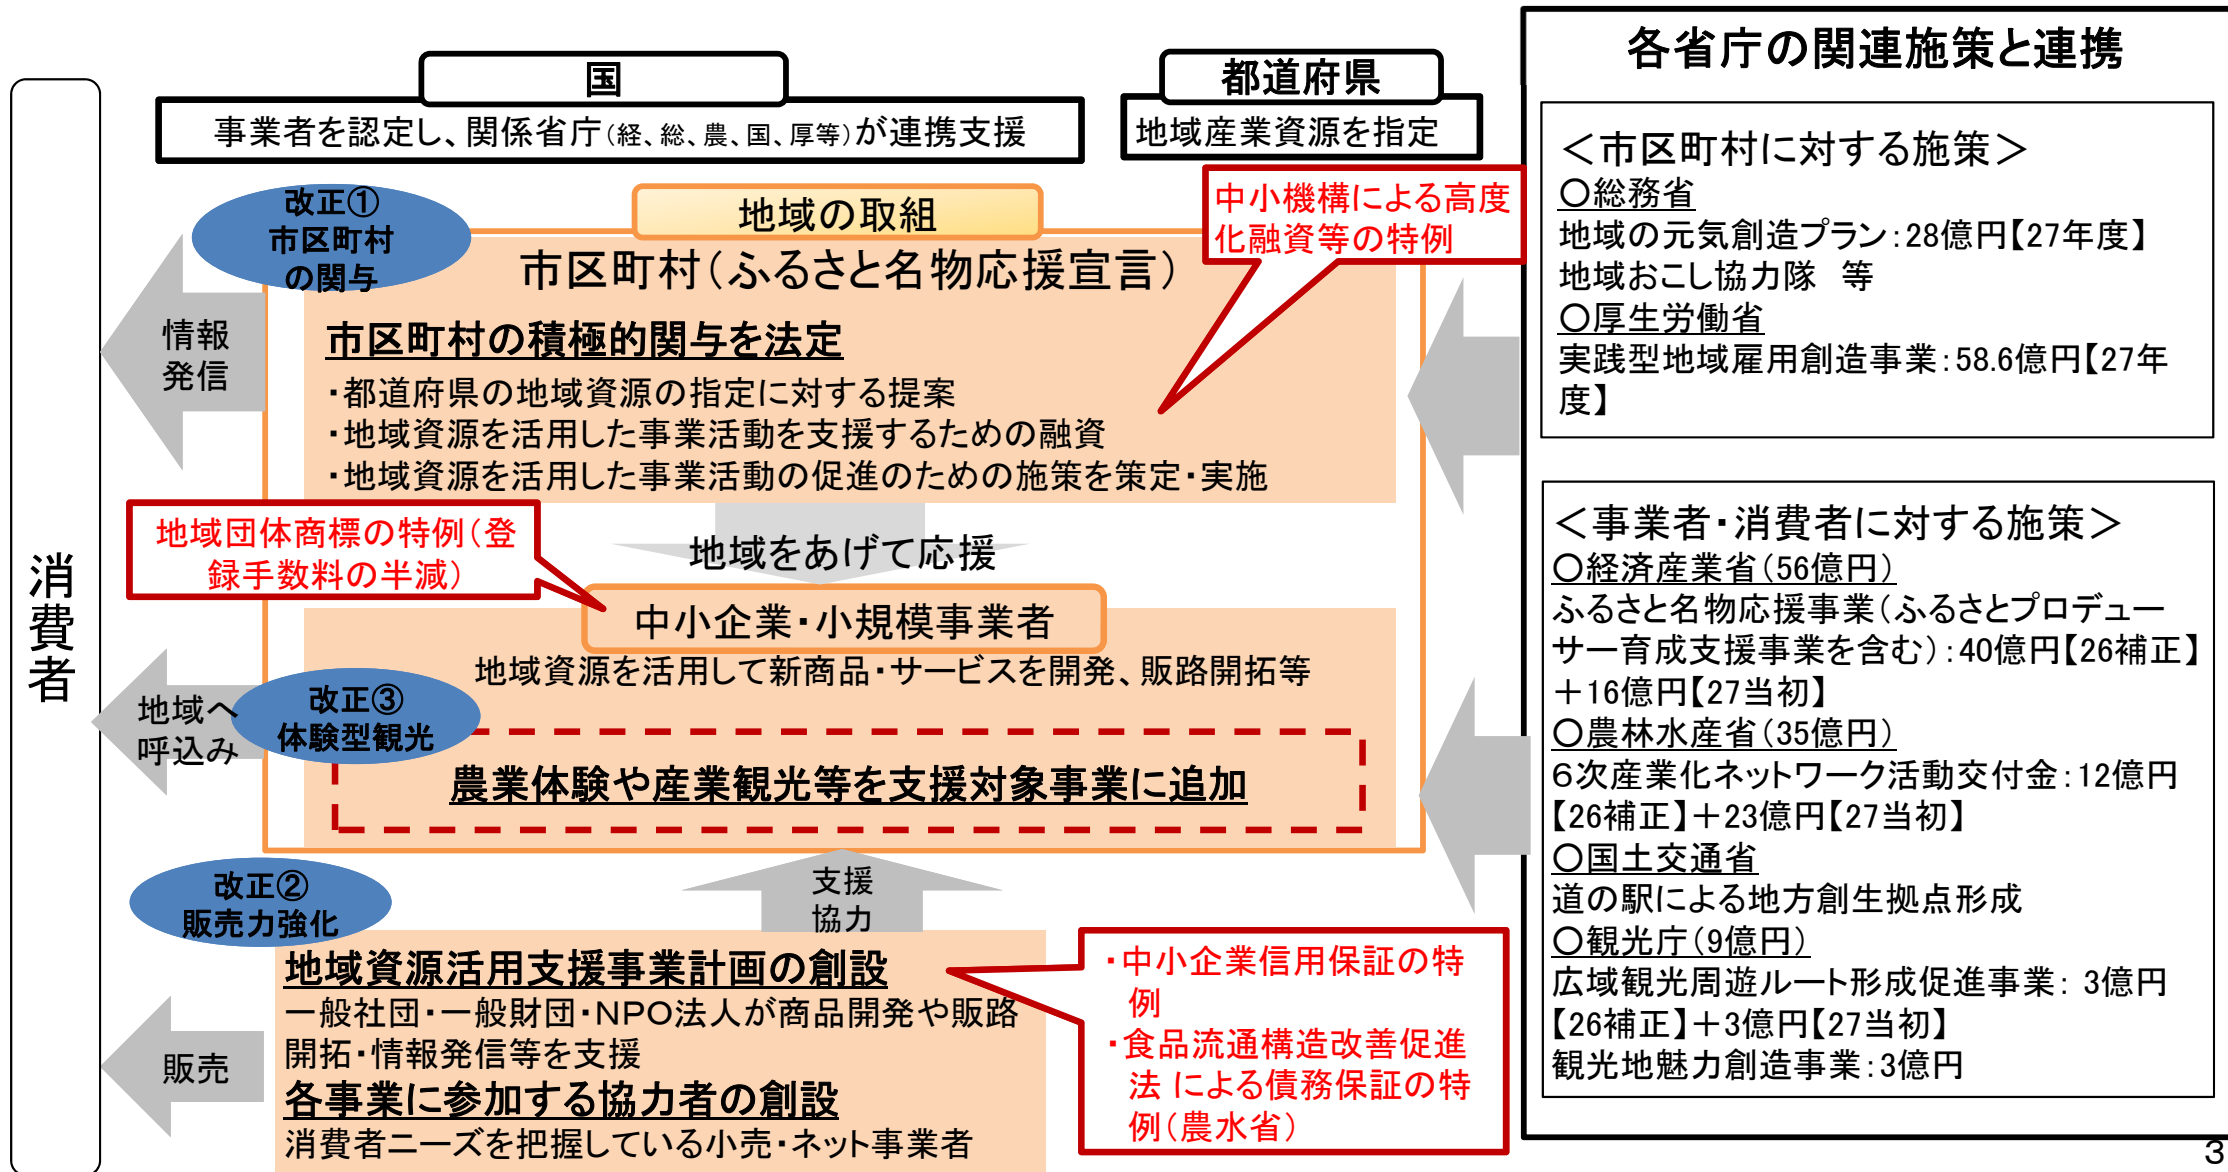 国
事業者を認定し、関係省庁(経、総、農、国、厚等)が連携支援
都道府県
地域産業資源を指定
消費者
改正①
市区町村
の関与
地域の取組
市区町村(ふるさと名物応援宣言)
中小機構による高度
化融資等の特例
情報
発信
市区町村の積極的関与を法定
・都道府県の地域資源の指定に対する提案
・地域資源を活用した事業活動を支援するための融資
・地域資源を活用した事業活動の促進のための施策を策定・実施
地域団体商標の特例(登
録手数料の半減)
地域をあげて応援
中小企業・小規模事業者
地域資源を活用して新商品・サービスを開発、販路開拓等
地域へ
呼込み
改正③
体験型観光
農業体験や産業観光等を支援対象事業に追加
支援
協力
改正②
販売力強化
販売
地域資源活用支援事業計画の創設
一般社団・一般財団・NPO法人が商品開発や販路
開拓・情報発信等を支援
各事業に参加する協力者の創設
消費者ニーズを把握している小売・ネット事業者
・中小企業信用保証の特
例
・食品流通構造改善促進
法 による債務保証の特
例(農水省)
各省庁の関連施策と連携
<市区町村に対する施策>
○総務省
地域の元気創造プラン:28億円【27年度】
地域おこし協力隊 等
○厚生労働省
実践型地域雇用創造事業:58.6億円【27年
度】
<事業者・消費者に対する施策>
○経済産業省(56億円)
ふるさと名物応援事業(ふるさとプロデュー
サー育成支援事業を含む):40億円【26補正】
+16億円【27当初】
○農林水産省(35億円)
6次産業化ネットワーク活動交付金:12億円
【26補正】+23億円【27当初】
○国土交通省
道の駅による地方創生拠点形成
○観光庁(9億円)
広域観光周遊ルート形成促進事業: 3億円
【26補正】+3億円【27当初】
観光地魅力創造事業:3億円
3